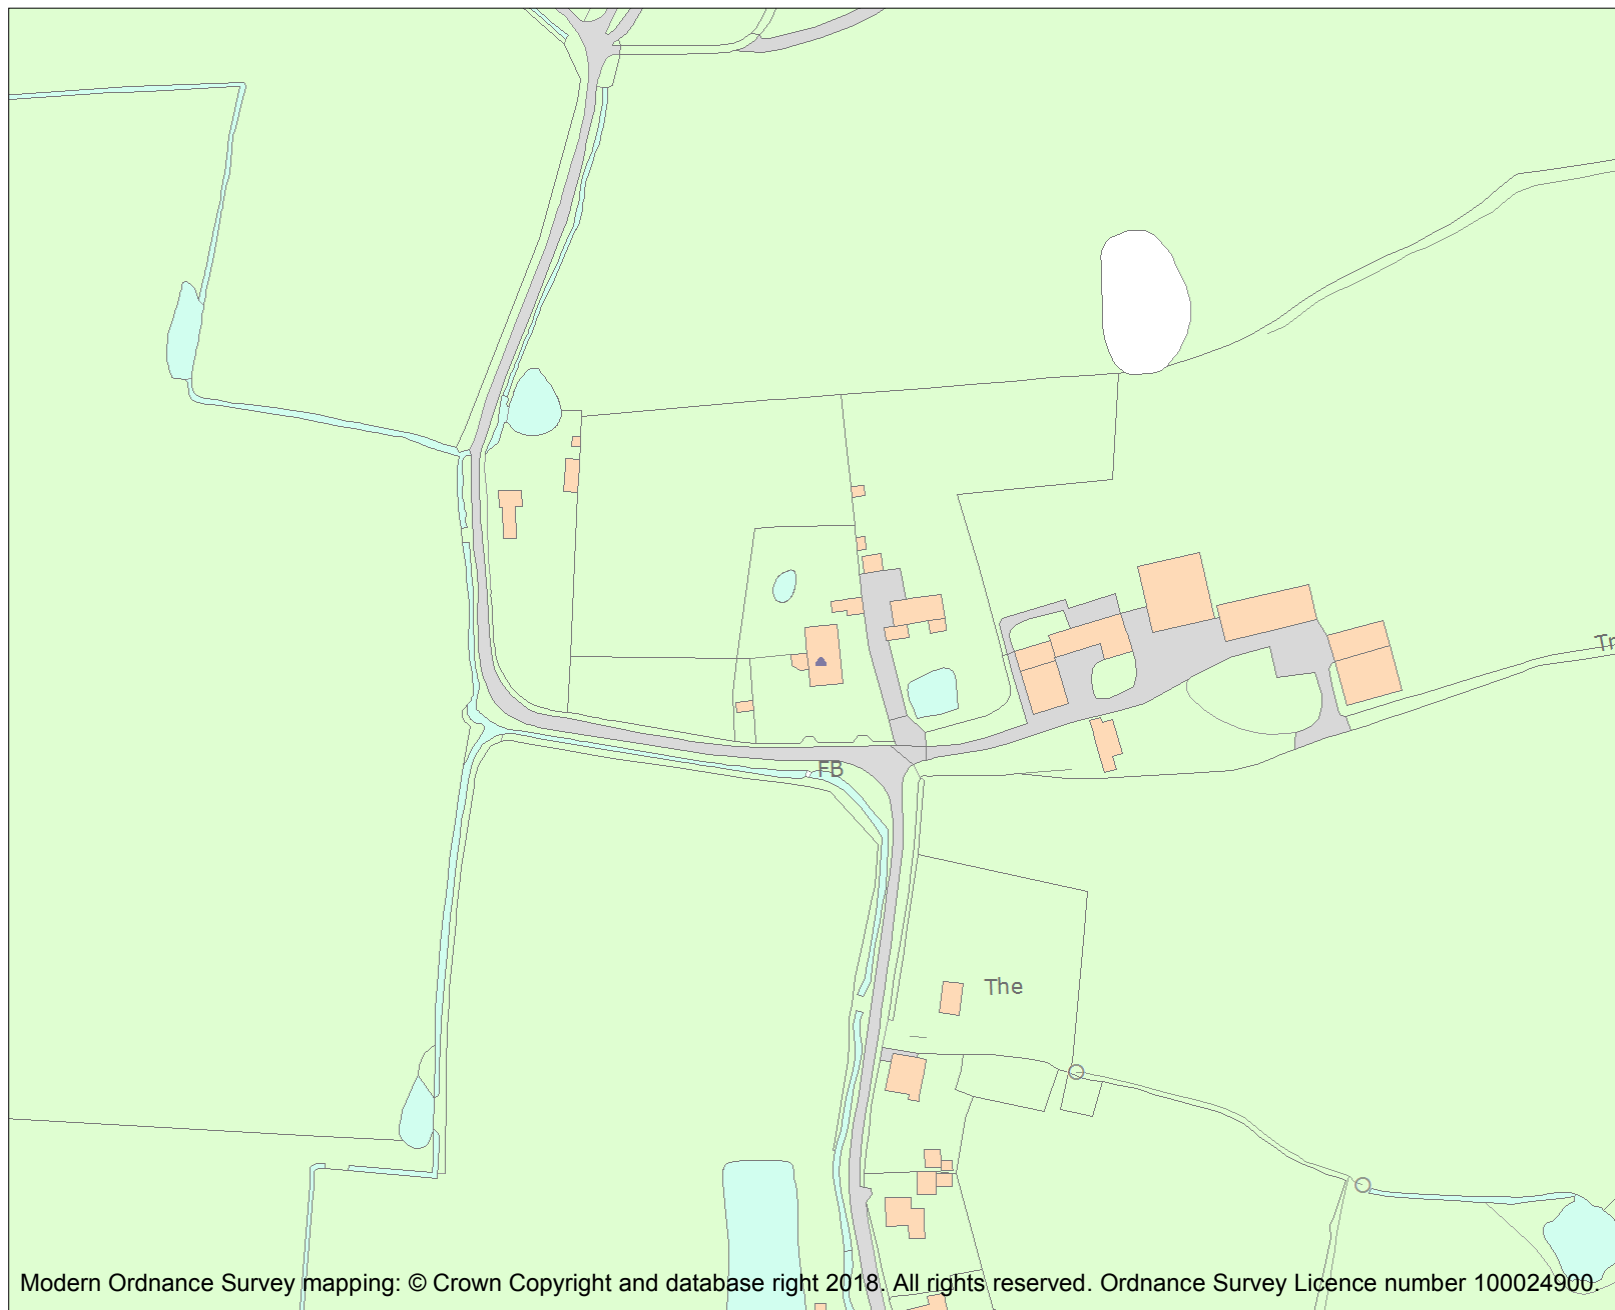 Tr
FB
The
Modern Ordnance Survey mapping: © Crown Copyright and database right 2018. All rights reserved. Ordnance Survey Licence number 100024900.